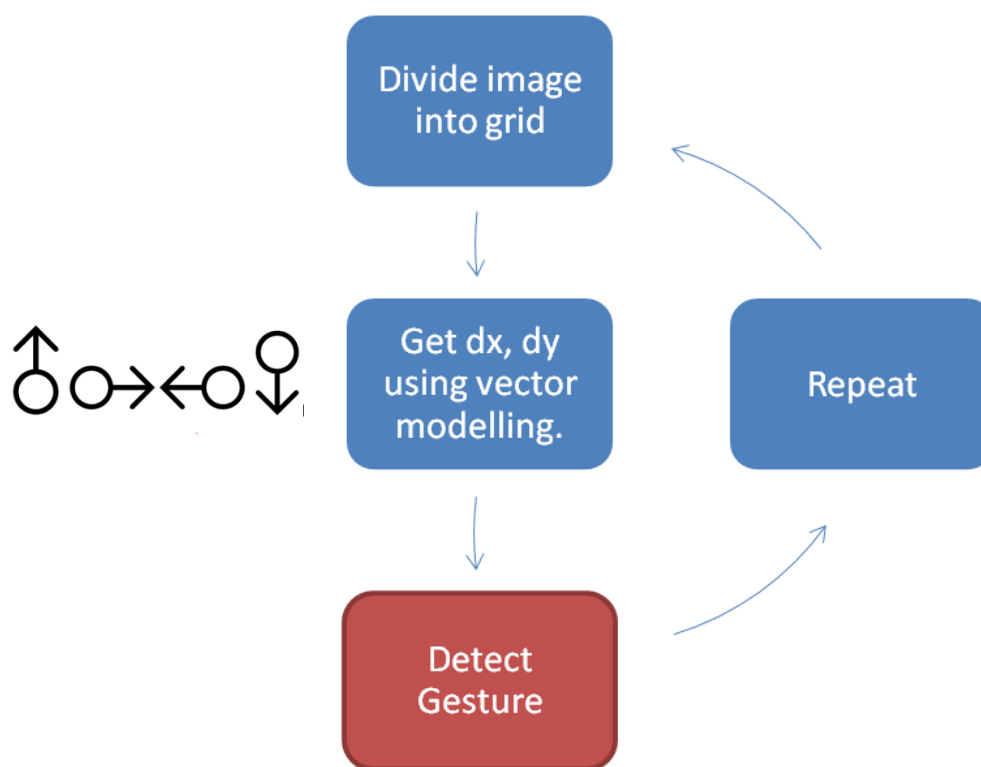 Divide image
into grid
Get dx, dy
using vector
modelling.
Repeat
Detect
Gesture